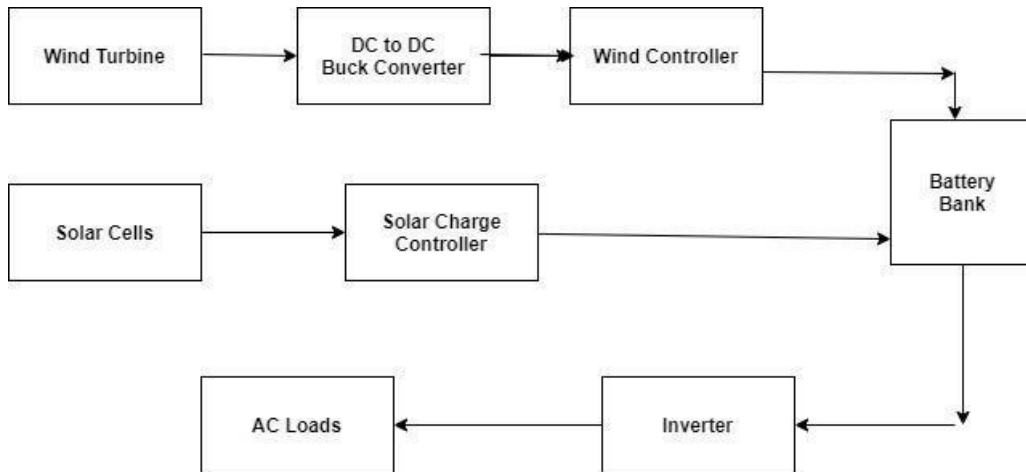 Wind Turbine
DC to DC
Buck Converter
Wind Controller
Battery
Bank
Solar Cells
Solar Charge
Controller
AC Loads
Inverter